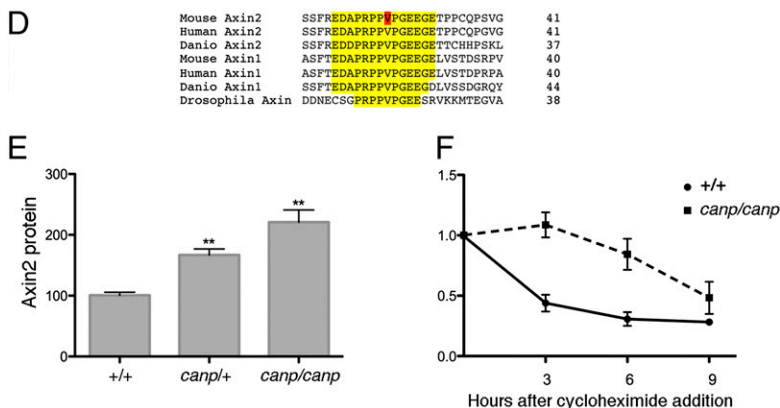 D
Mouse Axin2 SSFREDAPRPPVPGEEGETPPCQPSVG 41
Human Axin2 SSFREDAPRPPVPGEEGETPPCQPGVG 41
Danio Axin2 SSFREDAPRPPVPGEEGETTCHHPSKL 37
Mouse Axin1 ASFTEDAPRPPVPGEEGELVSTDSRPV 40
Human Axin1 ASFTEDAPRPPVPGEEGELVSTDPRPA 40
Danio Axin1 SSFTEDAPRPPVPGEEGDLVSSDGRQY 44
Drosophila Axin DDNECSGPRPPVPGEESRVKKMTEGVA 38
E
Axin2 protein
300
200
100
0
**
**
+/+ canp/+ canp/canp
F
1.5
1.0
0.5
0.0
+/+
canp/canp
3 6 9
Hours after cycloheximide addition